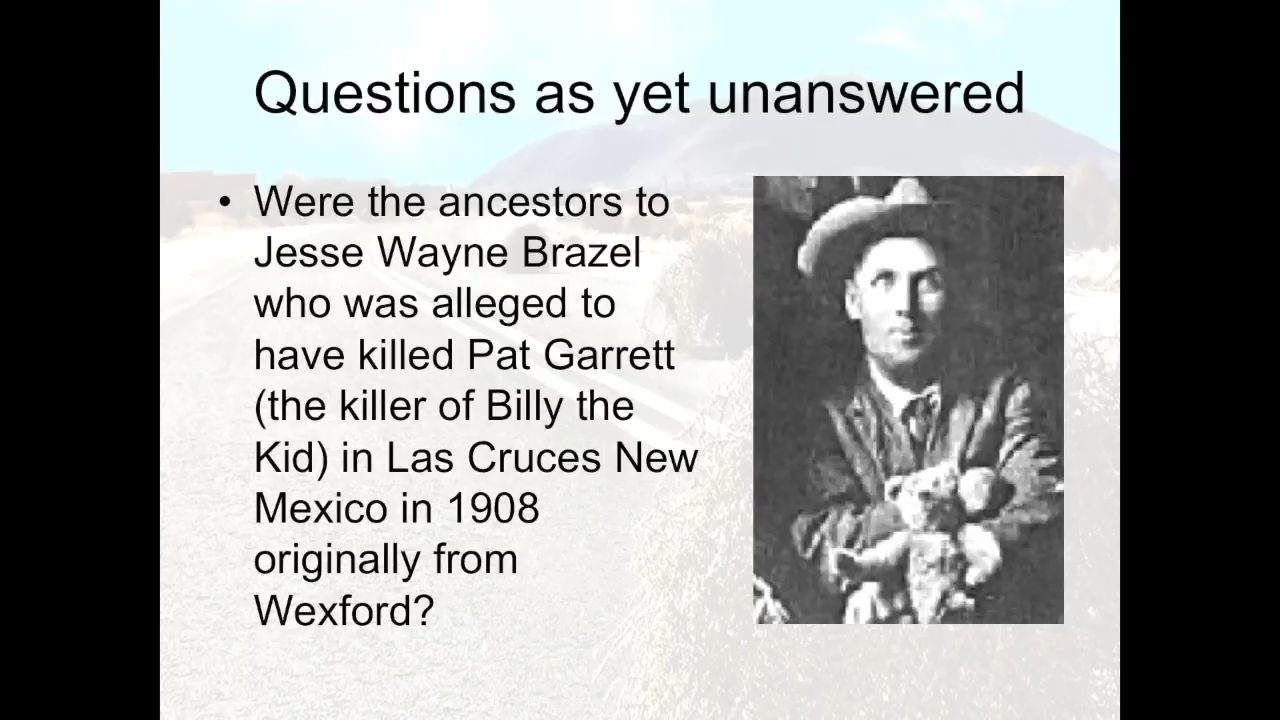 Questions as yet unanswered
• Were the ancestors to
Jesse Wayne Brazel
who was alleged to
have killed Pat Garrett
(the killer of Billy the
Kid) in Las Cruces New
Mexico in 1908
originally from
Wexford?